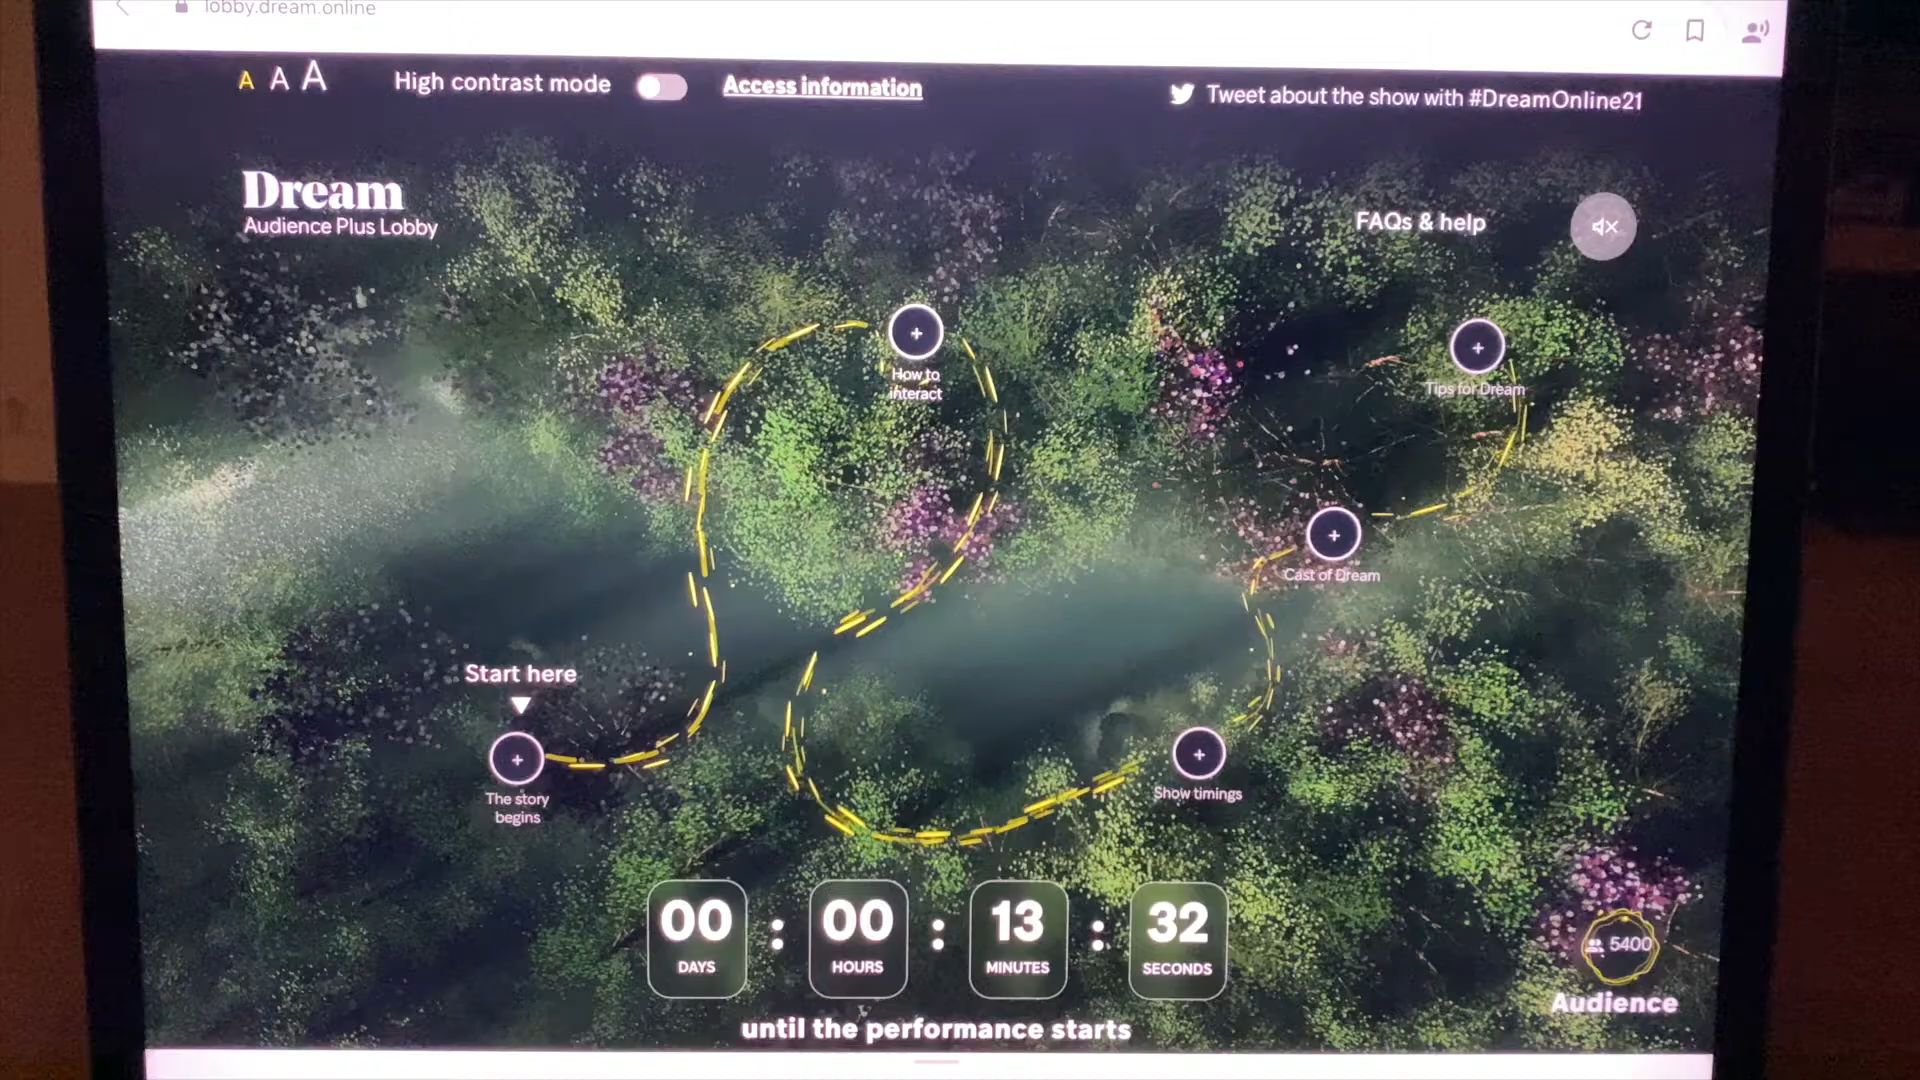 lobby.dream.online
A A A
High contrast mode
Access information
Tweet about the show with #DreamOnline21
Dream
Audience Plus Lobby
FAQs & help
How to
interact
Tips for Dream
Cast of Dream
Start here
The story
begins
Show timings
00 : 00 : 13 : 32
DAYS HOURS MINUTES SECONDS
until the performance starts
5400
Audience